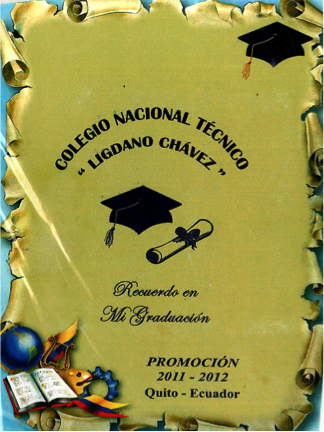 COLEGIO NACIONAL TÉCNICO
“ LIGDANO CHÁVEZ ”
Recuerdo en
Mi Graduación
PROMOCIÓN
2011 - 2012
Quito - Ecuador